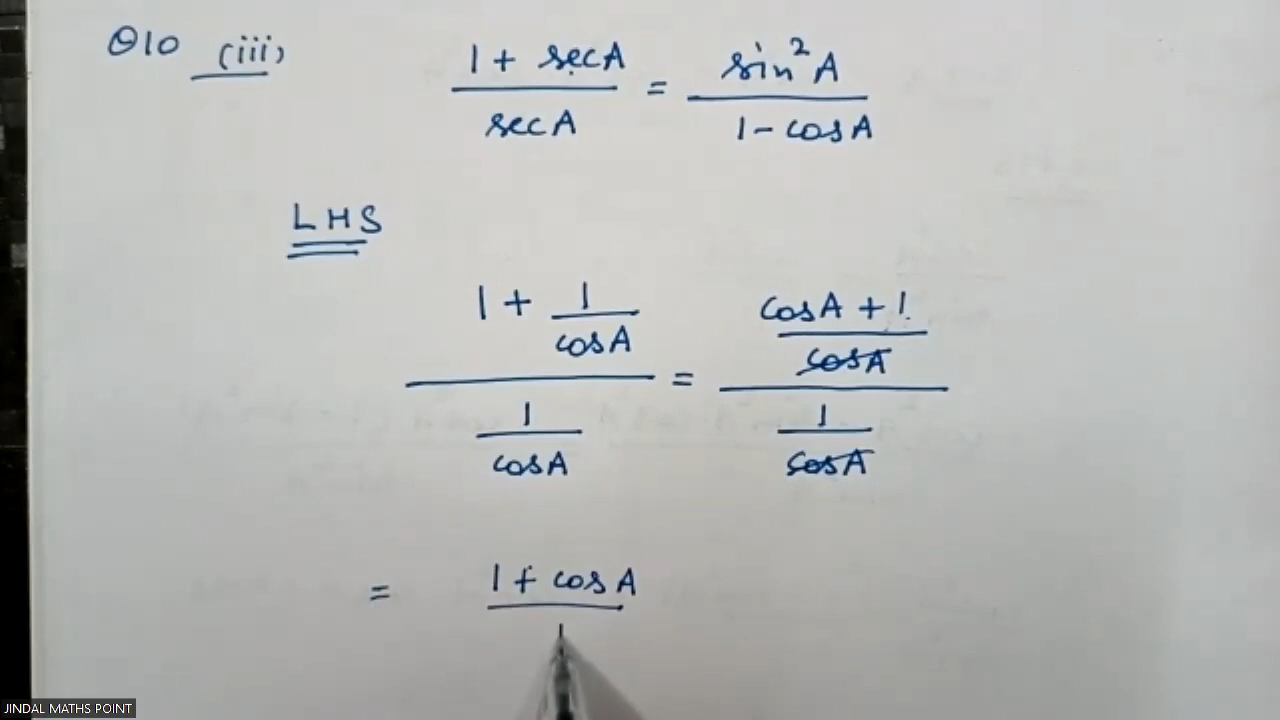 Q10 (iii) (1 + secA)/(secA) = (sin²A)/(1 - cosA)
LHS
(1 + 1/cosA)/(1/cosA) = ((cosA + 1)/cosA)/(1/cosA)
= (1 + cosA)/1
JINDAL MATHS POINT